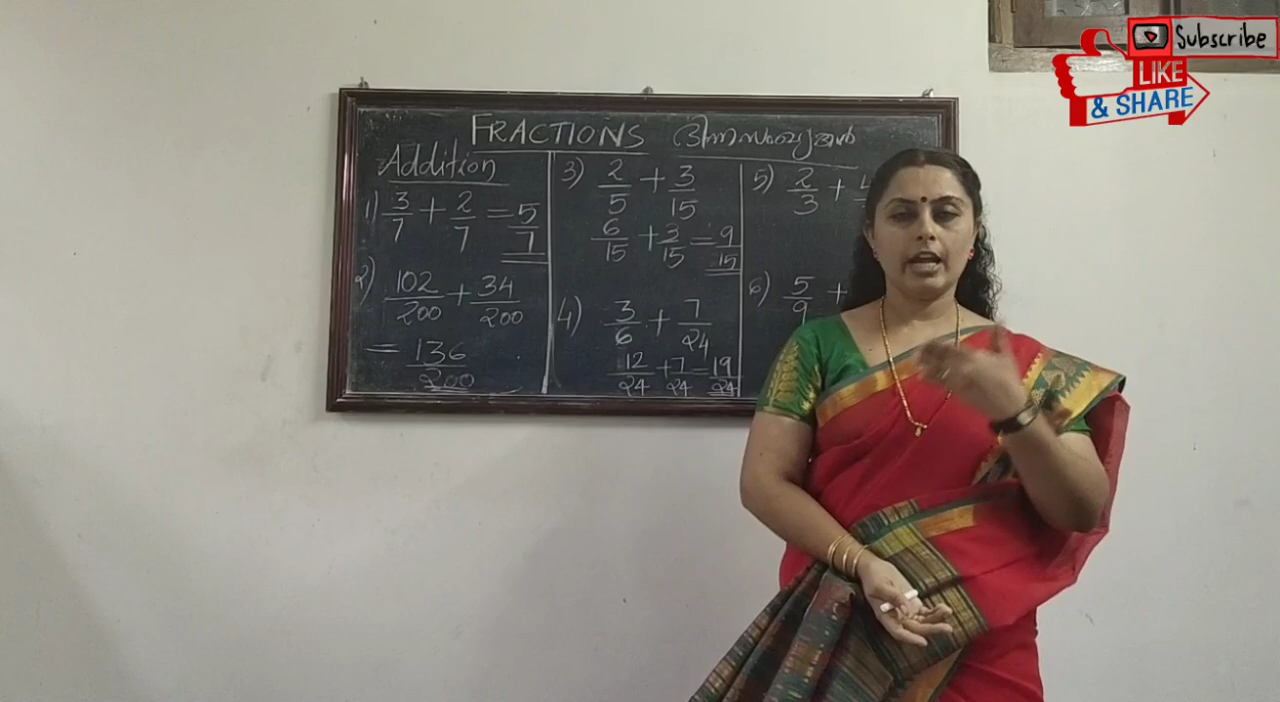 Subscribe
LIKE
& SHARE
FRACTIONS ഭിന്നസംഖ്യകൾ
Addition
1) 3/7 + 2/7 = 5/7
2) 102/200 + 34/200
= 136/200
3) 2/5 + 3/15
6/15 + 3/15 = 9/15
4) 3/6 + 7/24
12/24 + 7/24 = 19/24
5) 2/3 + 4
6) 5/9 +